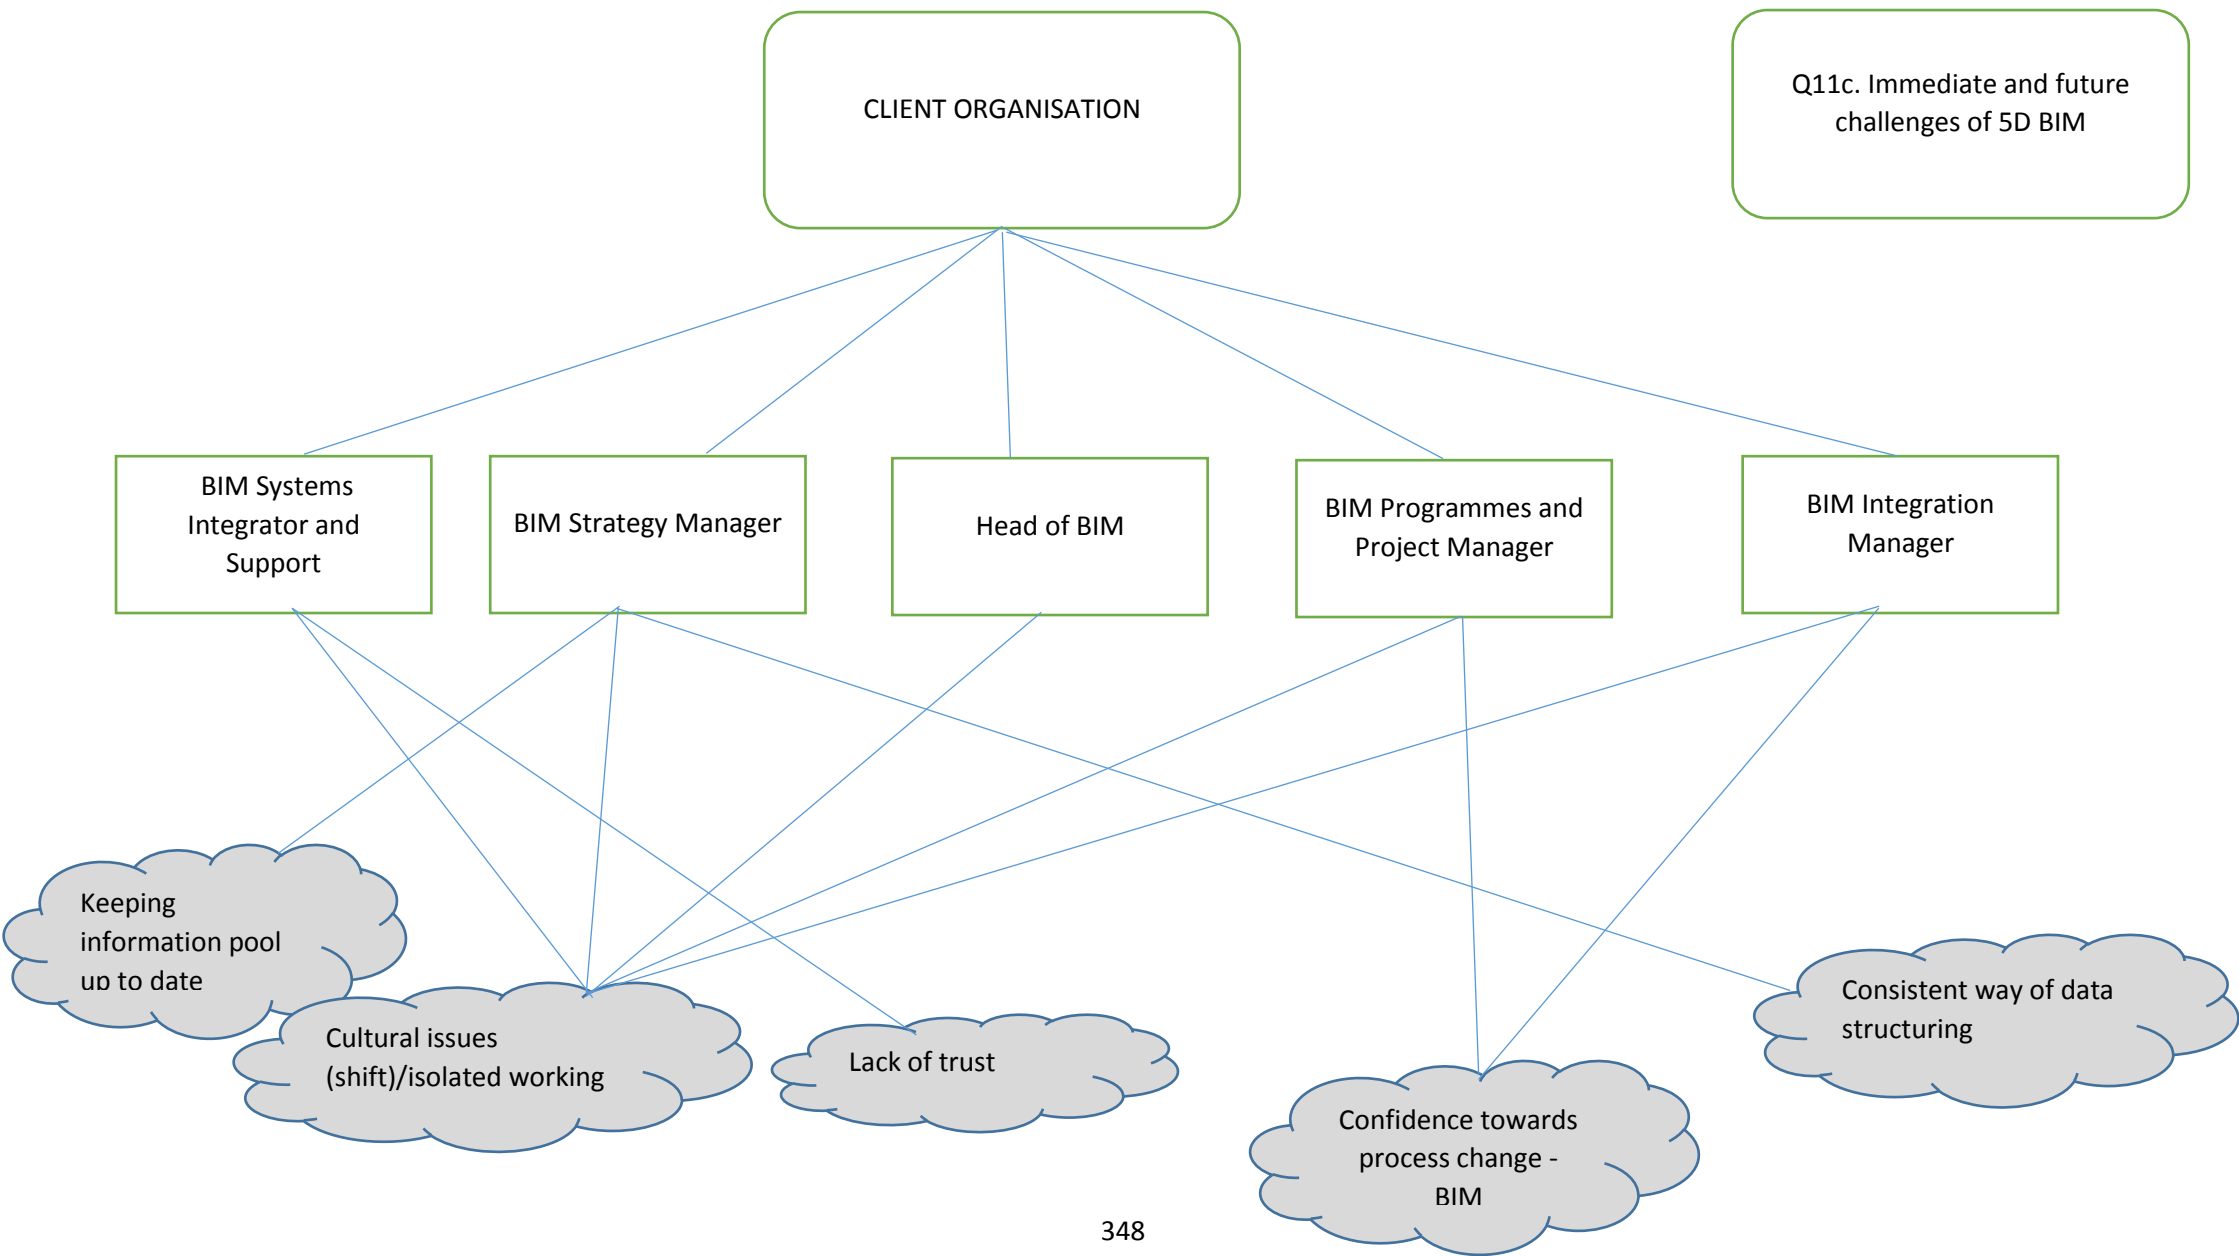 CLIENT ORGANISATION
Q11c. Immediate and future
challenges of 5D BIM
BIM Systems
Integrator and
Support
BIM Strategy Manager
Head of BIM
BIM Programmes and
Project Manager
BIM Integration
Manager
Keeping
information pool
up to date
Cultural issues
(shift)/isolated working
Lack of trust
Confidence towards
process change -
BIM
Consistent way of data
structuring
348